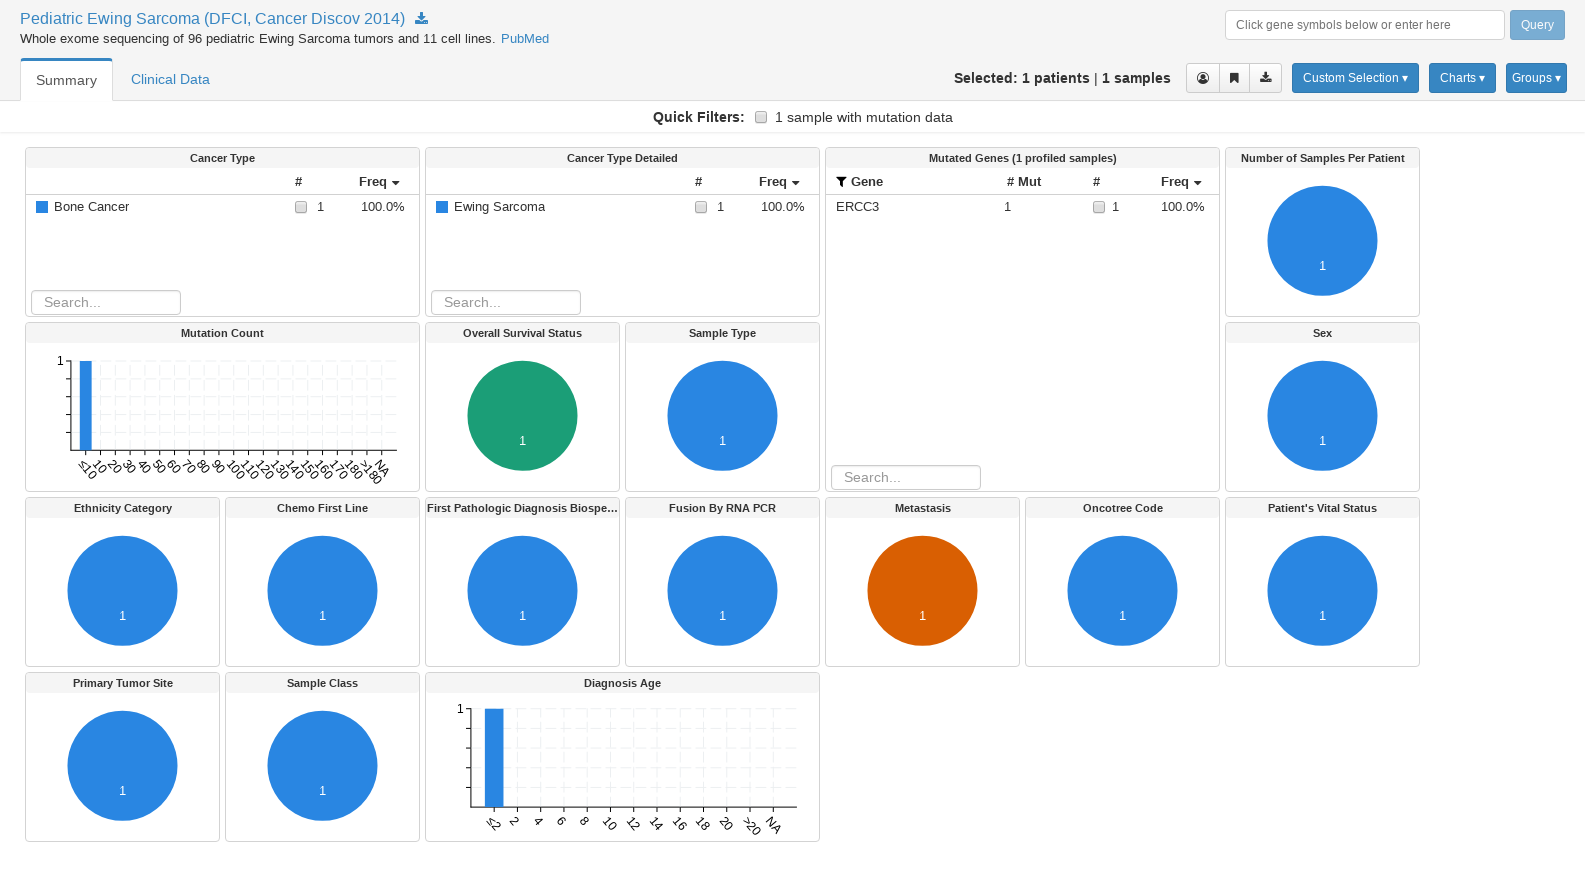 Pediatric Ewing Sarcoma (DFCI, Cancer Discov 2014)
Whole exome sequencing of 96 pediatric Ewing Sarcoma tumors and 11 cell lines. PubMed
Click gene symbols below or enter here
Query
Summary
Clinical Data
Selected: 1 patients | 1 samples
Custom Selection ▾
Charts ▾
Groups ▾
Quick Filters: 1 sample with mutation data
Cancer Type
# Freq
Bone Cancer 1 100.0%
Search...
Cancer Type Detailed
# Freq
Ewing Sarcoma 1 100.0%
Search...
Mutated Genes (1 profiled samples)
Gene # Mut # Freq
ERCC3 1 1 100.0%
Search...
Number of Samples Per Patient
1
Mutation Count
1
≤10 10 20 30 40 50 60 70 80 90 100 110 120 130 140 150 160 170 180 >180 NA
Overall Survival Status
1
Sample Type
1
Sex
1
Ethnicity Category
1
Chemo First Line
1
First Pathologic Diagnosis Biospe...
1
Fusion By RNA PCR
1
Metastasis
1
Oncotree Code
1
Patient's Vital Status
1
Primary Tumor Site
1
Sample Class
1
Diagnosis Age
1
≤2 2 4 6 8 10 12 14 16 18 20 >20 NA